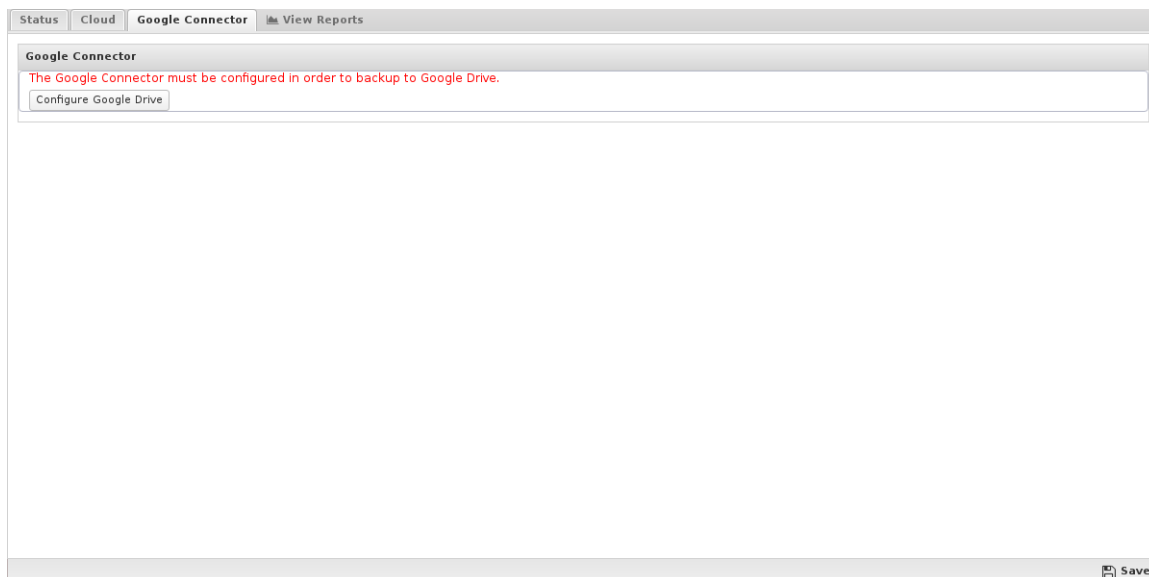 Status Cloud Google Connector View Reports
Google Connector
The Google Connector must be configured in order to backup to Google Drive.
Configure Google Drive
Save